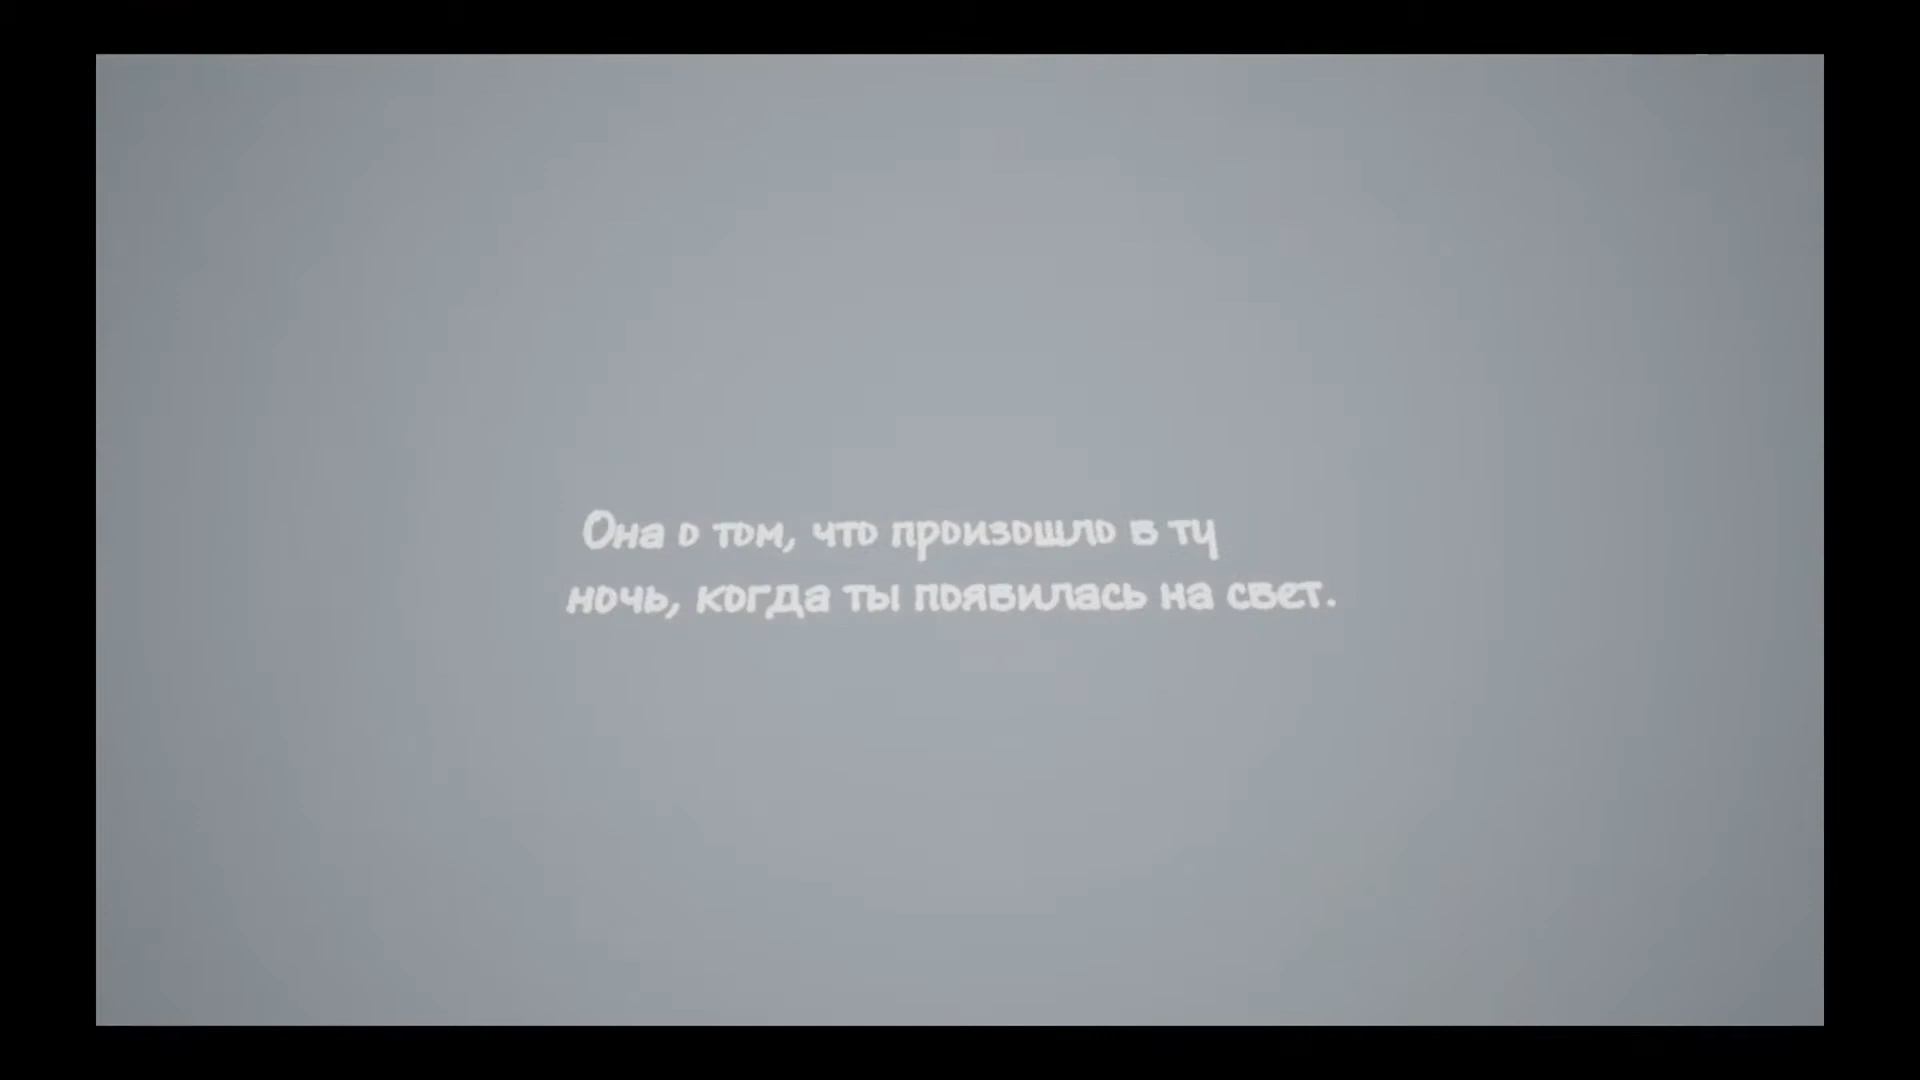 Она о том, что произошло в ту
ночь, когда ты появилась на свет.